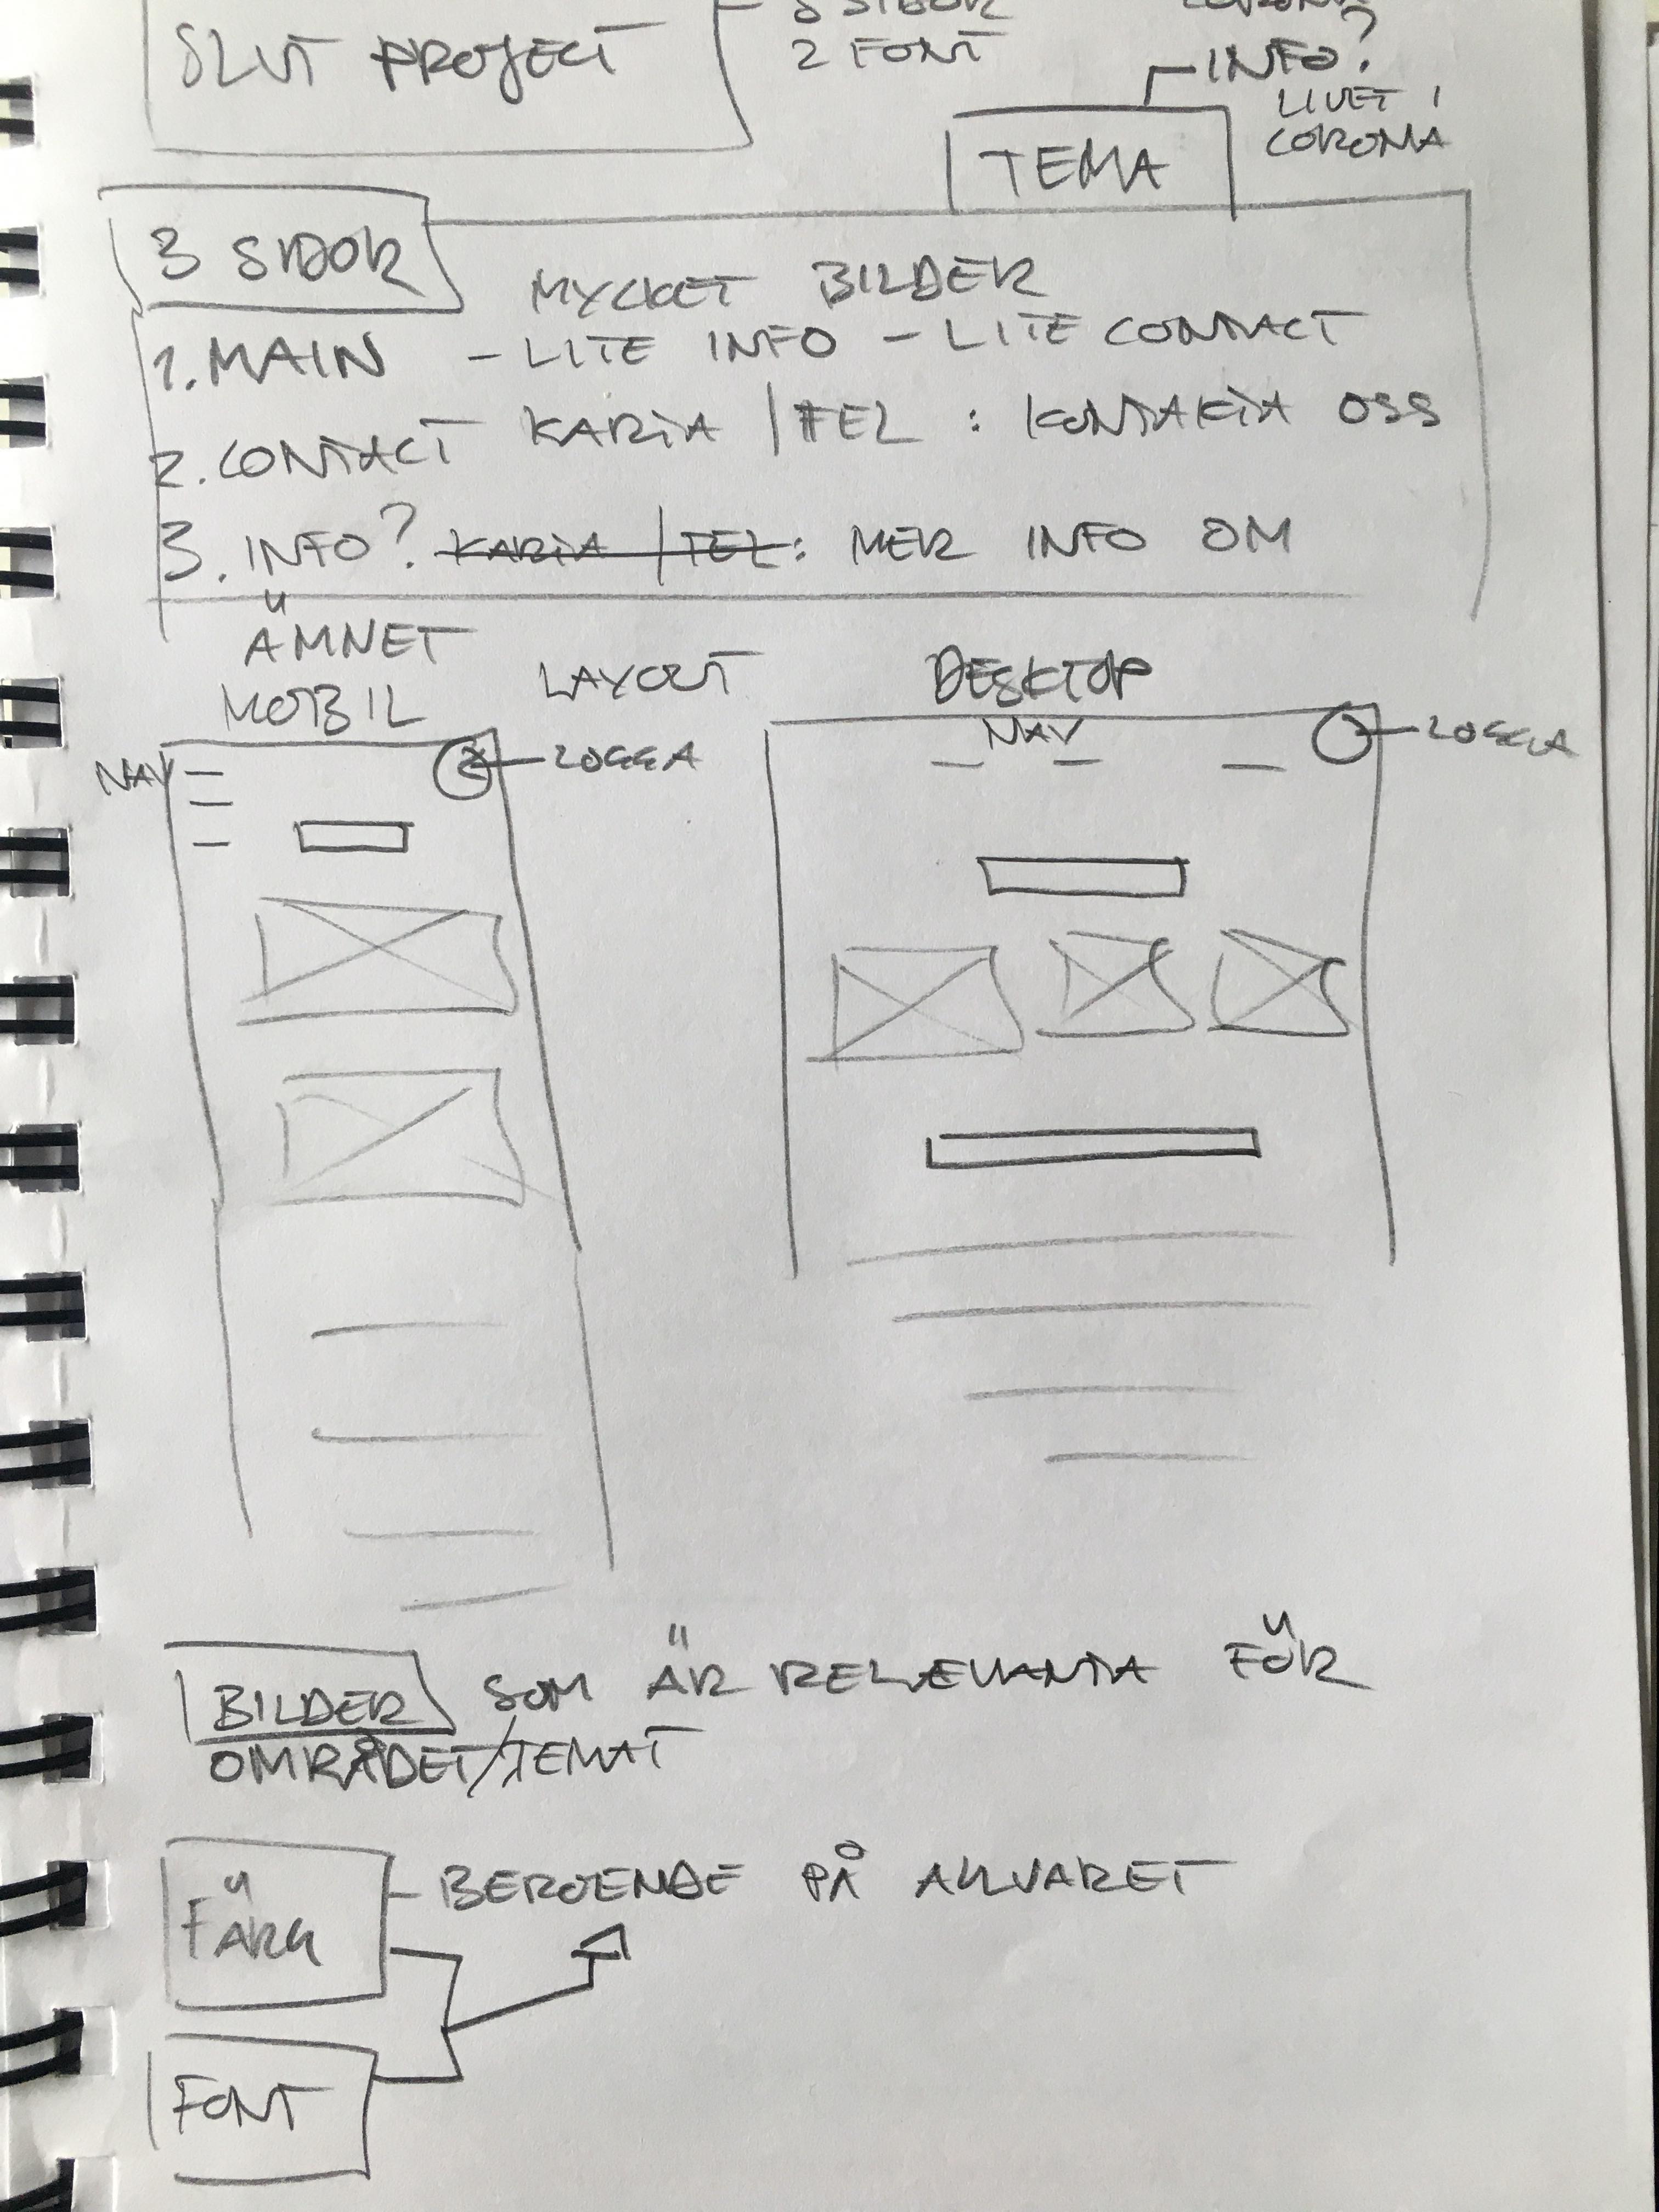 3 SIDOR
SLUT PROJECT
2 FONT
INFO?
LIVET I
CORONA
TEMA
3 SIDOR
MYCKET BILDER
1. MAIN - LITE INFO - LITE CONTACT
2. CONTACT KARTA / TEL : KONTAKTA OSS
3. INFO? KARTA / TEL: MER INFO OM
ÄMNET
MOBIL LAYOUT DESKTOP
NAV LOGGA NAV LOGGA
BILDER SOM ÄR RELEVANTA FÖR
OMRÅDET/TEMAT
FÄRG - BEROENDE PÅ ALLVARET
FONT